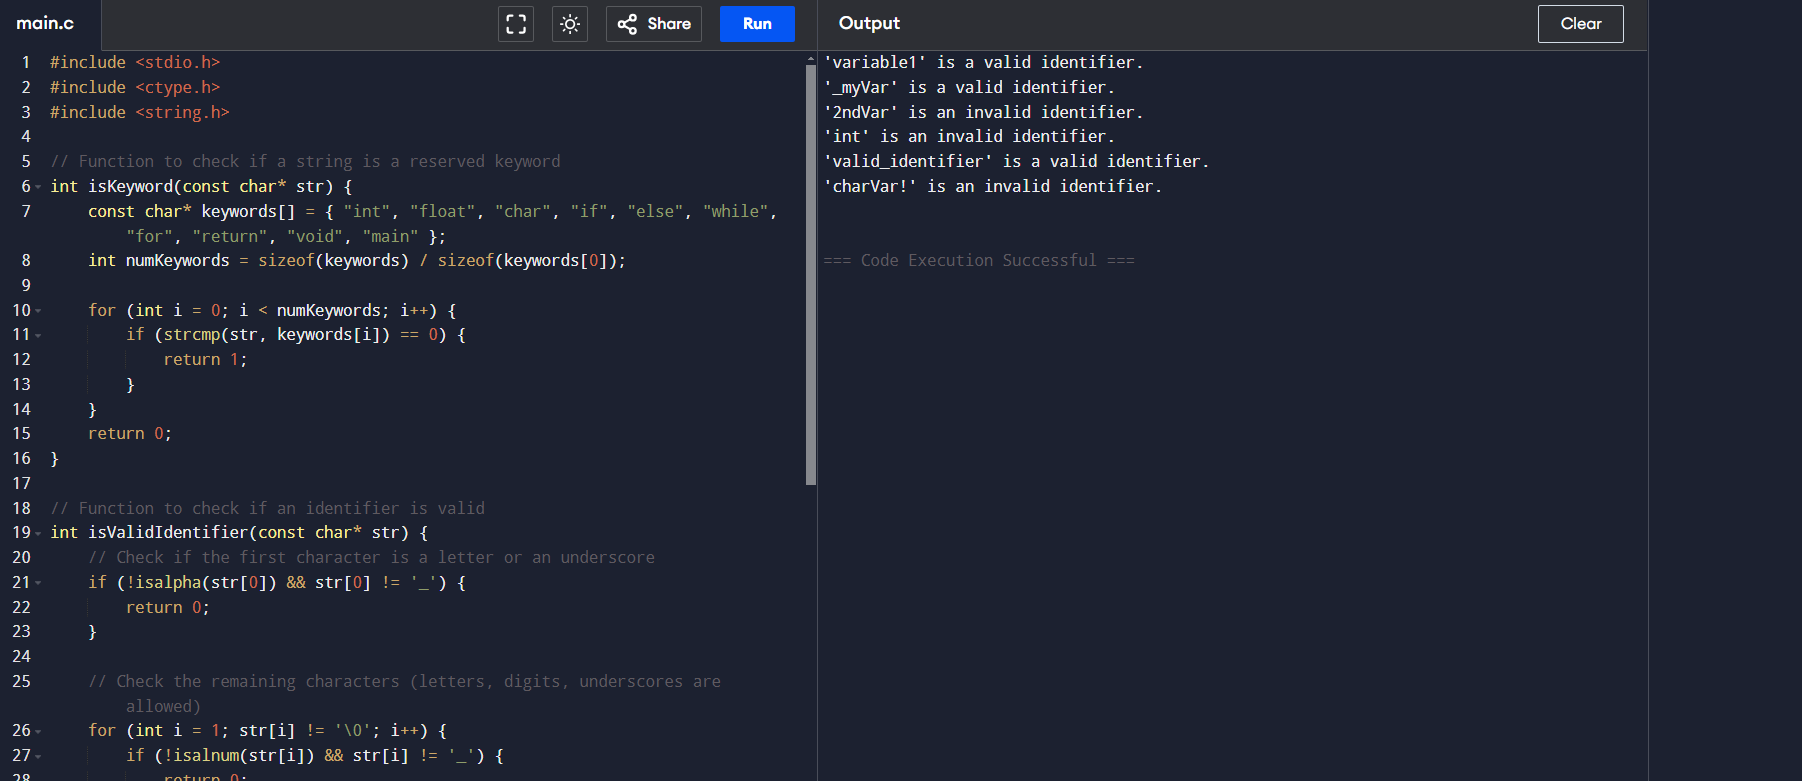 main.c
Share
Run
Output
Clear
1 #include <stdio.h>
2 #include <ctype.h>
3 #include <string.h>
4
5 // Function to check if a string is a reserved keyword
6 int isKeyword(const char* str) {
7     const char* keywords[] = { "int", "float", "char", "if", "else", "while",
        "for", "return", "void", "main" };
8     int numKeywords = sizeof(keywords) / sizeof(keywords[0]);
9
10     for (int i = 0; i < numKeywords; i++) {
11         if (strcmp(str, keywords[i]) == 0) {
12             return 1;
13         }
14     }
15     return 0;
16 }
17
18 // Function to check if an identifier is valid
19 int isValidIdentifier(const char* str) {
20     // Check if the first character is a letter or an underscore
21     if (!isalpha(str[0]) && str[0] != '_') {
22         return 0;
23     }
24
25     // Check the remaining characters (letters, digits, underscores are
        allowed)
26     for (int i = 1; str[i] != '\0'; i++) {
27         if (!isalnum(str[i]) && str[i] != '_') {
28             return 0;
'variable1' is a valid identifier.
'_myVar' is a valid identifier.
'2ndVar' is an invalid identifier.
'int' is an invalid identifier.
'valid_identifier' is a valid identifier.
'charVar!' is an invalid identifier.
=== Code Execution Successful ===